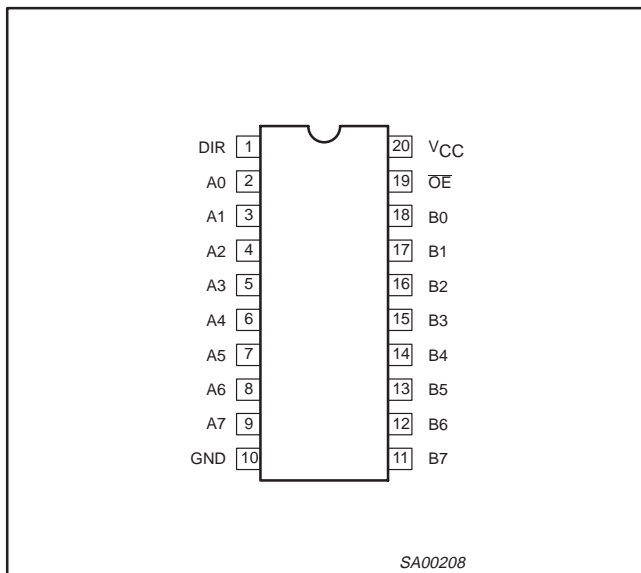 DIR 1 20 VCC
A0 2 19 O̅E̅
A1 3 18 B0
A2 4 17 B1
A3 5 16 B2
A4 6 15 B3
A5 7 14 B4
A6 8 13 B5
A7 9 12 B6
GND 10 11 B7
SA00208